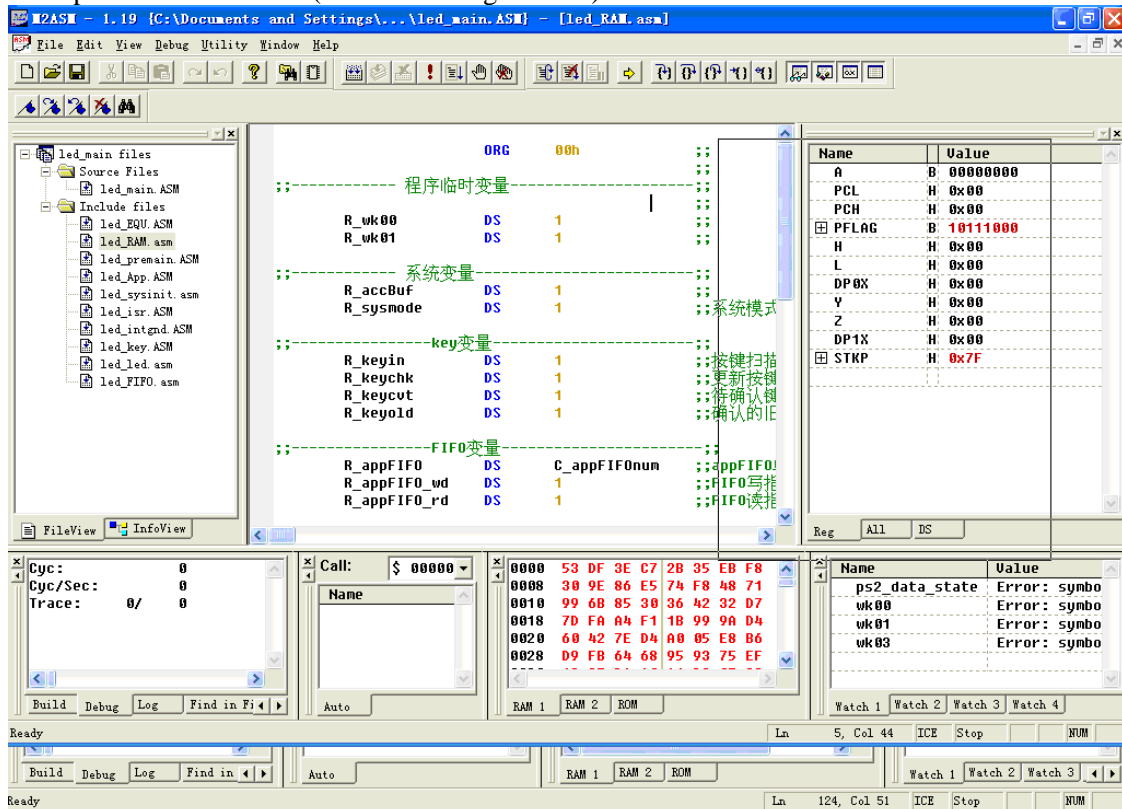 M2ASM - 1.19 {C:\Documents and Settings\...\led_main.ASM} - [led_RAM.asm]
File Edit View Debug Utility Window Help
led_main files
Source Files
led_main.ASM
Include files
led_EQU.ASM
led_RAM.asm
led_premain.ASM
led_App.ASM
led_sysinit.asm
led_isr.ASM
led_intgnd.ASM
led_key.ASM
led_led.asm
led_FIFO.asm
FileView InfoView
ORG 00h ;;
;;
;;------------ 程序临时变量-----------------;;
;;
R_wk00 DS 1 ;;
R_wk01 DS 1 ;;
;;------------ 系统变量---------------------;;
R_accBuf DS 1 ;;
R_sysmode DS 1 ;;系统模式
;;--------------key变量---------------------;;
R_keyin DS 1 ;;按键扫描
R_keychk DS 1 ;;更新按键
R_keycvt DS 1 ;;待确认键
R_keyold DS 1 ;;确认的旧
;;--------------FIFO变量--------------------;;
R_appFIFO DS C_appFIFOnum ;;appFIFO
R_appFIFO_wd DS 1 ;;FIFO写指
R_appFIFO_rd DS 1 ;;FIFO读指
Name Value
A B 00000000
PCL H 0x00
PCH H 0x00
PFLAG B 10111000
H H 0x00
L H 0x00
DP0X H 0x00
Y H 0x00
Z H 0x00
DP1X H 0x00
STKP H 0x7F
Reg All DS
Cyc: 0
Cyc/Sec: 0
Trace: 0/ 0
Build Debug Log Find in Fi
Call: $ 00000
Name
Auto
0000 53 DF 3E C7 2B 35 EB F8
0008 30 9E 86 E5 74 F8 48 71
0010 99 6B 85 30 36 42 32 D7
0018 7D FA A4 F1 1B 99 9A D4
0020 60 42 7E D4 A0 05 E8 B6
0028 D9 FB 64 68 95 93 75 EF
RAM 1 RAM 2 ROM
Name Value
ps2_data_state Error: symbo
wk00 Error: symbo
wk01 Error: symbo
wk03 Error: symbo
Watch 1 Watch 2 Watch 3 Watch 4
Ready Ln 5, Col 44 ICE Stop NUM
Build Debug Log Find in Auto RAM 1 RAM 2 ROM Watch 1 Watch 2 Watch 3
Ready Ln 124, Col 51 ICE Stop NUM